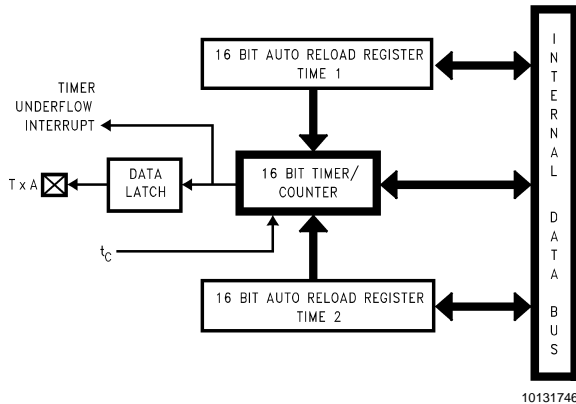 16 BIT AUTO RELOAD REGISTER
TIME 1
TIMER
UNDERFLOW
INTERRUPT
T x A
DATA
LATCH
16 BIT TIMER/
COUNTER
tC
16 BIT AUTO RELOAD REGISTER
TIME 2
INTERNAL DATA BUS
10131746